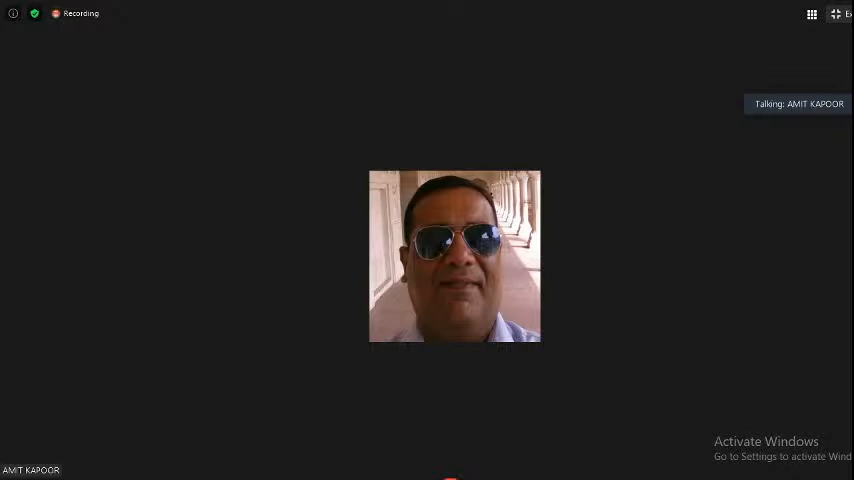 Recording
Talking: AMIT KAPOOR
Activate Windows
Go to Settings to activate Wind
AMIT KAPOOR